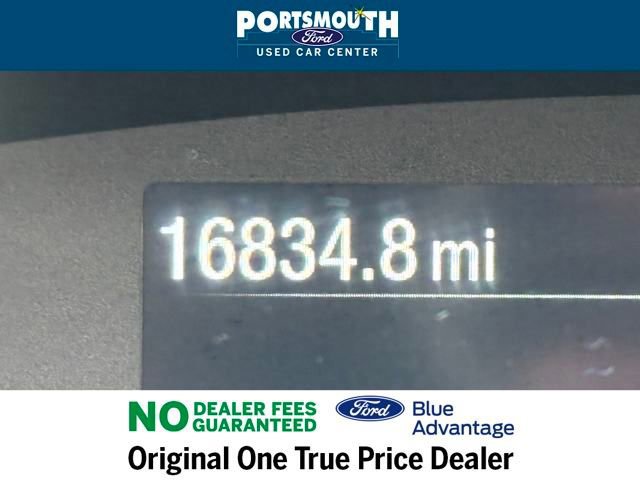 PORTSMOUTH
Ford
USED CAR CENTER
16834.8 mi
NO DEALER FEES GUARANTEED
Ford
Blue Advantage
Original One True Price Dealer